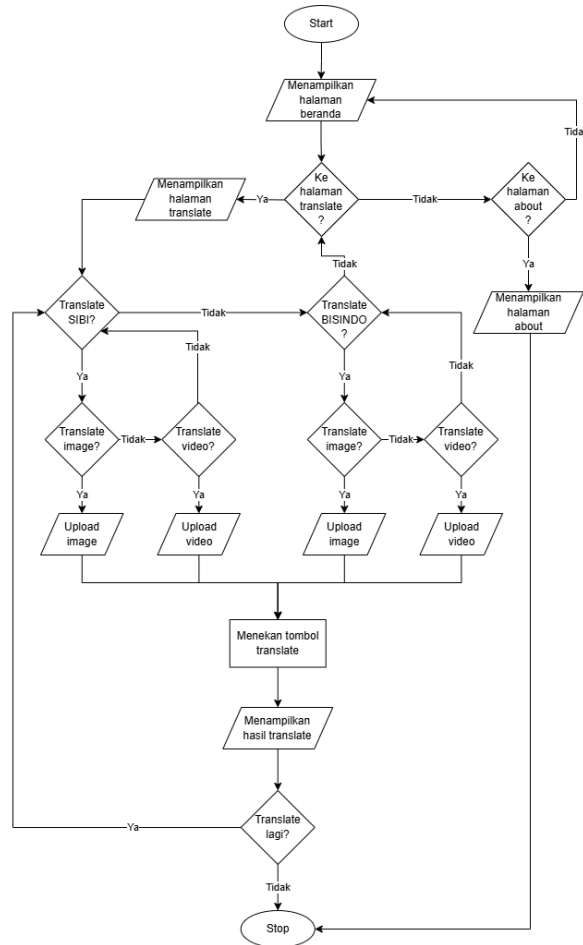 Start
Menampilkan
halaman
beranda
Tida
Menampilkan
halaman
translate
Ya
Ke
halaman
translate
?
Tidak
Ke
halaman
about
?
Ya
Tidak
Menampilkan
halaman
about
Translate
SIBI?
Tidak
Translate
BISINDO
?
Tidak
Tidak
Ya
Ya
Translate
image?
Tidak
Translate
video?
Translate
image?
Tidak
Translate
video?
Ya
Ya
Ya
Ya
Upload
image
Upload
video
Upload
image
Upload
video
Menekan tombol
translate
Menampilkan
hasil translate
Ya
Translate
lagi?
Tidak
Stop